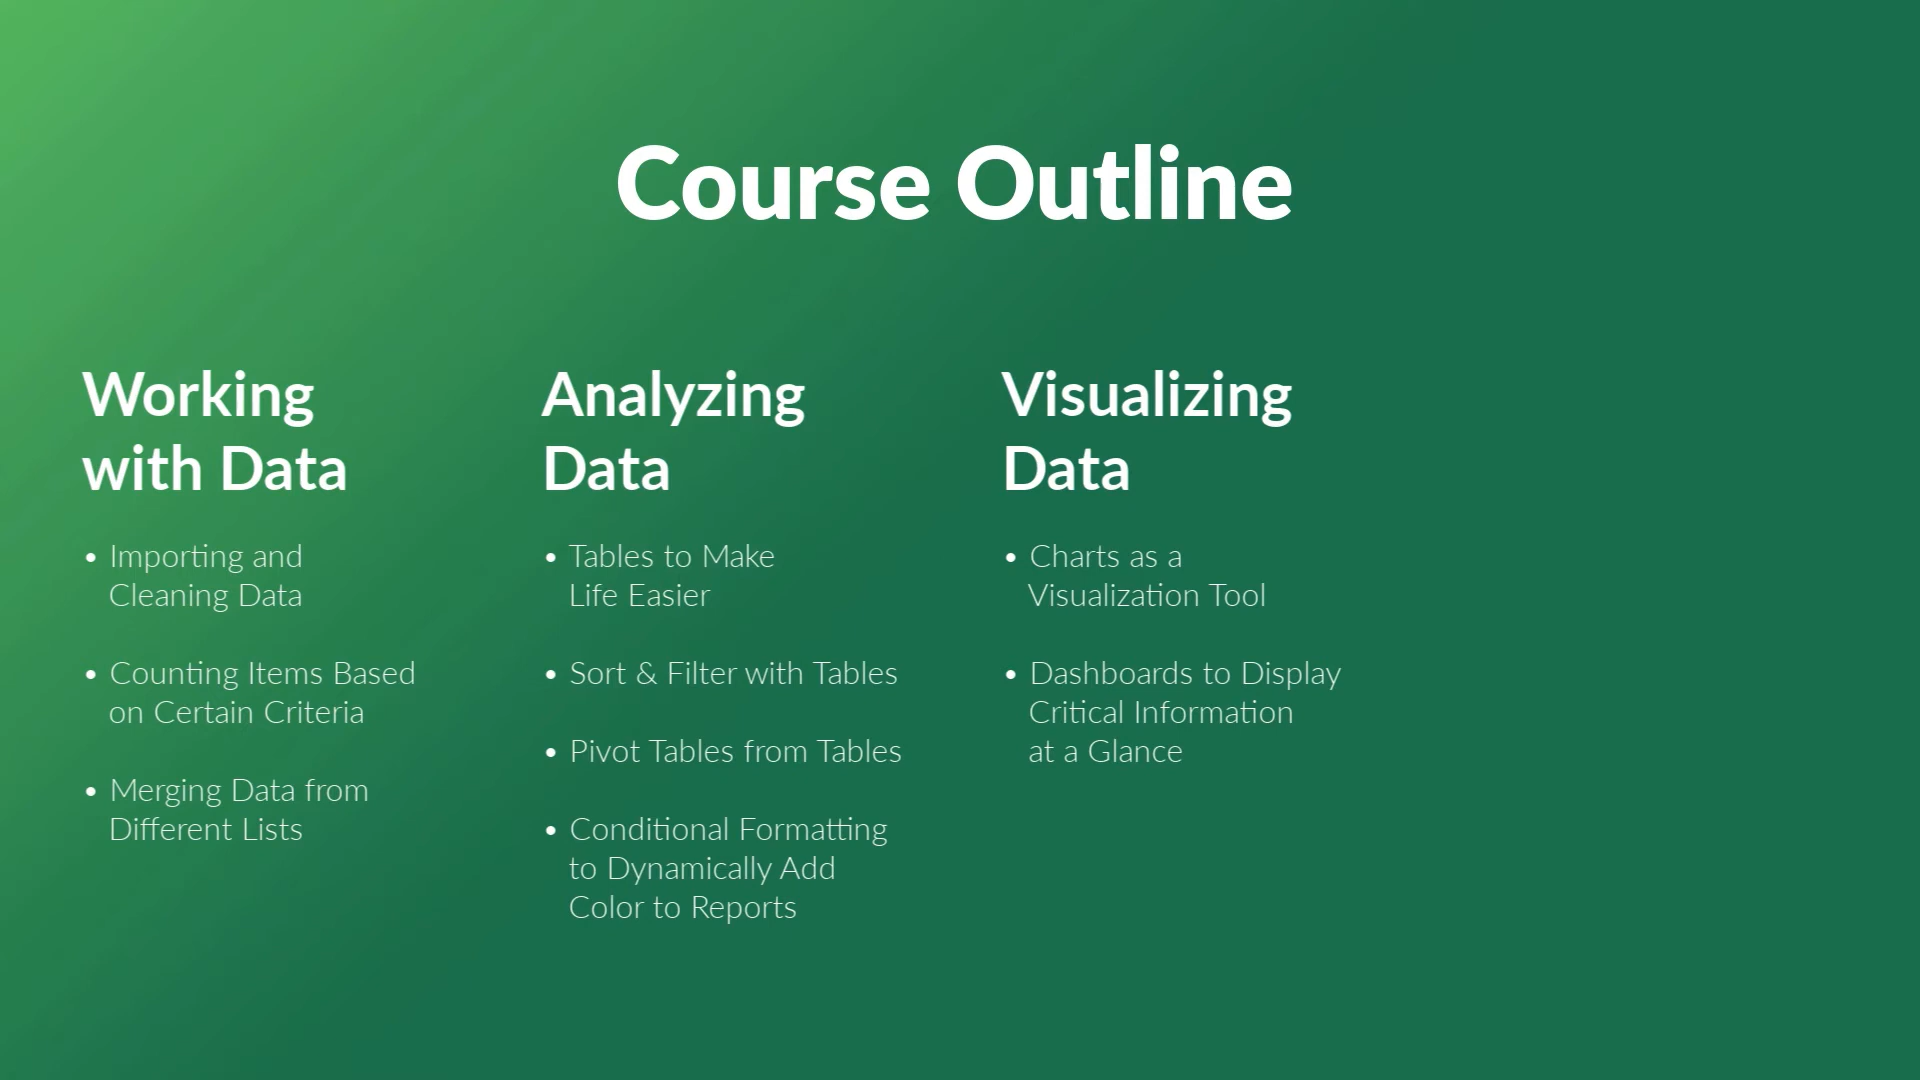 Course Outline
Working
with Data
• Importing and
Cleaning Data
• Counting Items Based
on Certain Criteria
• Merging Data from
Different Lists
Analyzing
Data
• Tables to Make
Life Easier
• Sort & Filter with Tables
• Pivot Tables from Tables
• Conditional Formatting
to Dynamically Add
Color to Reports
Visualizing
Data
• Charts as a
Visualization Tool
• Dashboards to Display
Critical Information
at a Glance